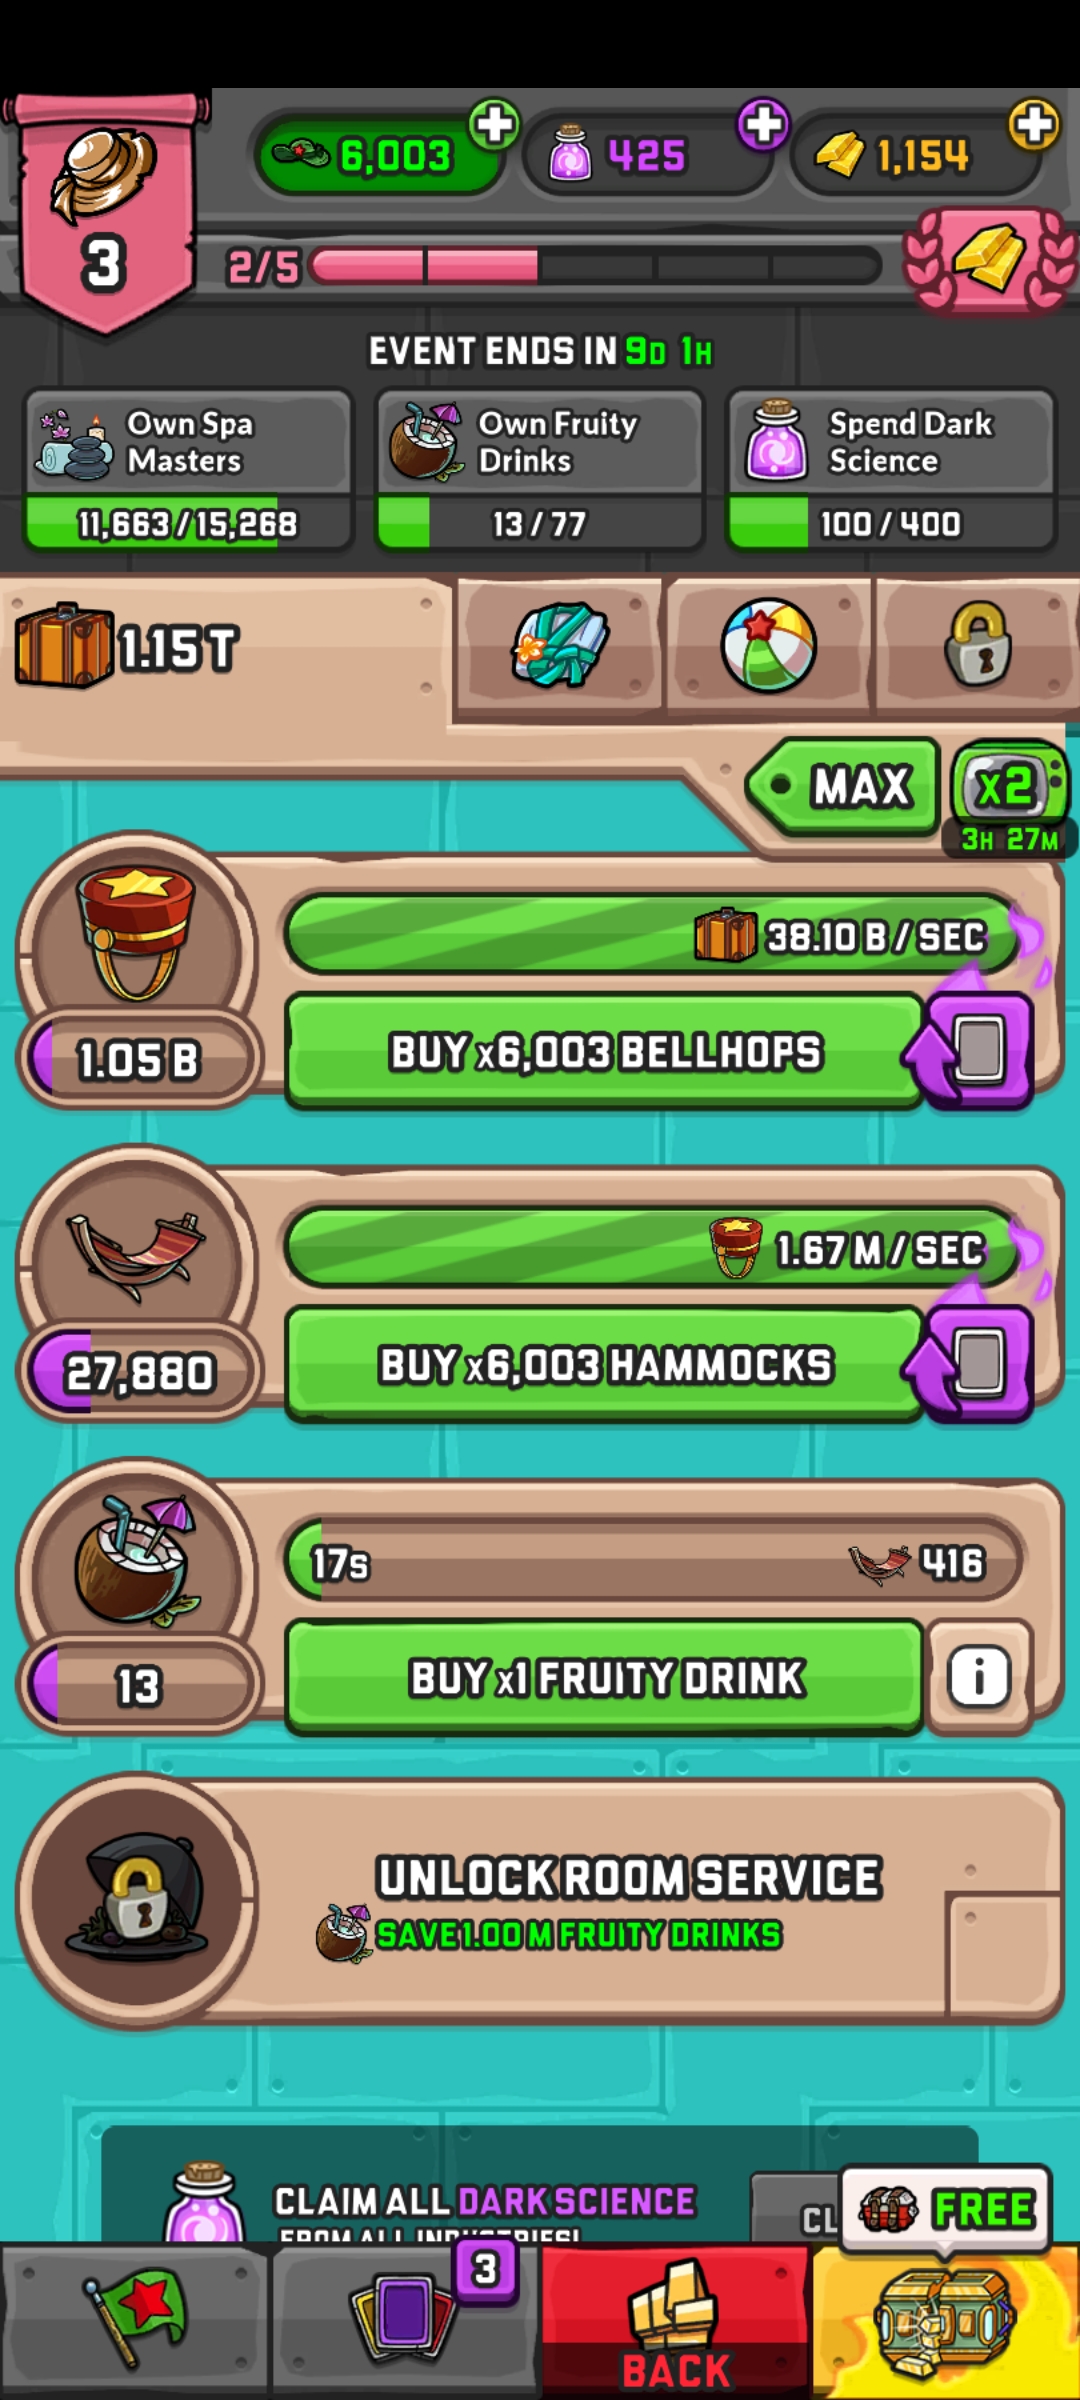 6,003
425
1,154
3
2/5
EVENT ENDS IN 9D 1H
Own Spa
Masters
11,663/15,268
Own Fruity
Drinks
13/77
Spend Dark
Science
100/400
1.15 T
MAX
x2
3H 27M
38.10 B/SEC
1.05 B
BUY x6,003 BELLHOPS
1.67 M/SEC
27,880
BUY x6,003 HAMMOCKS
17s
416
13
BUY x1 FRUITY DRINK
i
UNLOCK ROOM SERVICE
SAVE 1.00 M FRUITY DRINKS
CLAIM ALL DARK SCIENCE
FROM ALL INDUSTRIES!
CL
FREE
3
BACK